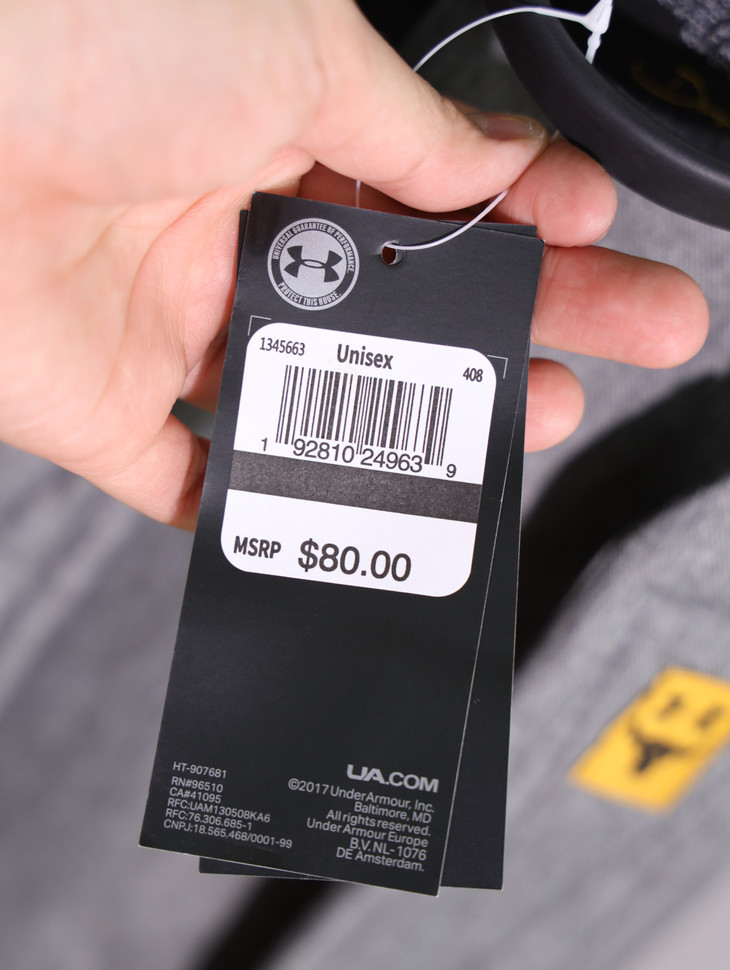 UNIVERSAL GUARANTEE OF PERFORMANCE
PROTECT THIS HOUSE.
1345663
Unisex
408
1 92810 24963 9
MSRP $80.00
HT-907681
RN#96510
CA#41095
RFC:UAM130508KA6
RFC:76.306.685-1
CNPJ:18.565.468/0001-99
UA.COM
©2017 Under Armour, Inc.
Baltimore, MD
All rights reserved.
Under Armour Europe
B.V. NL-1076
DE Amsterdam.